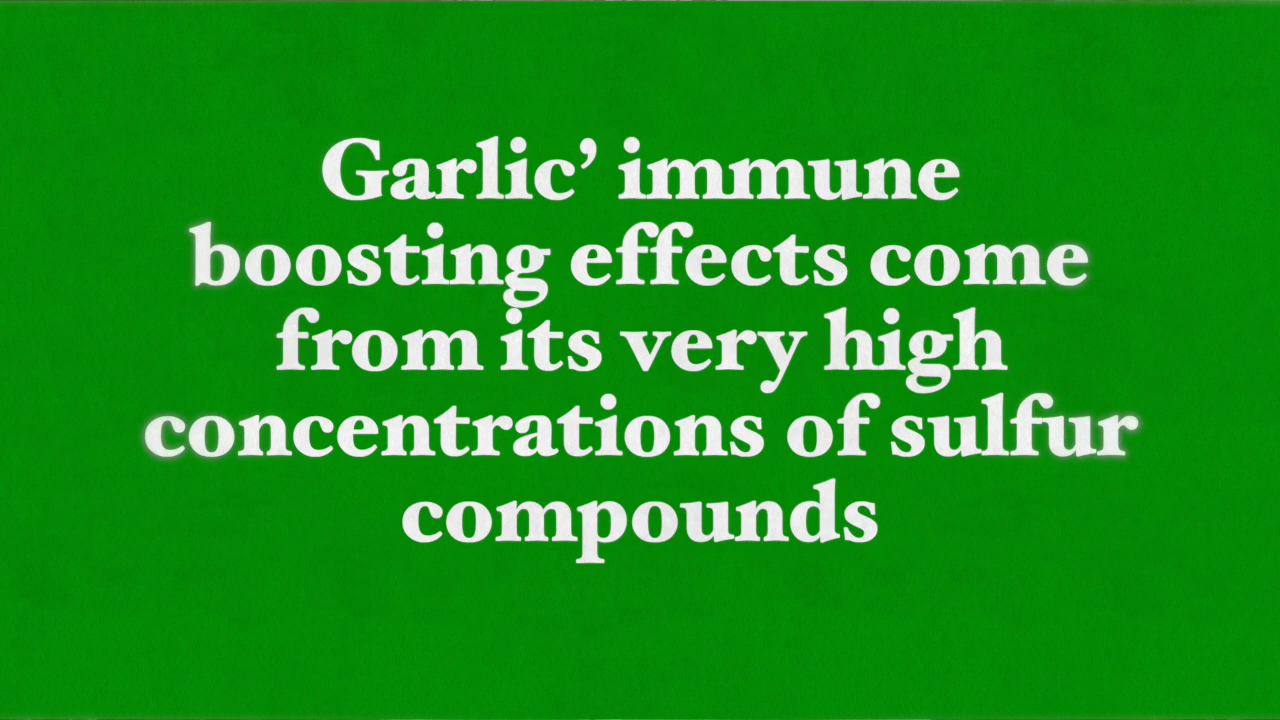 Garlic’ immune
boosting effects come
from its very high
concentrations of sulfur
compounds